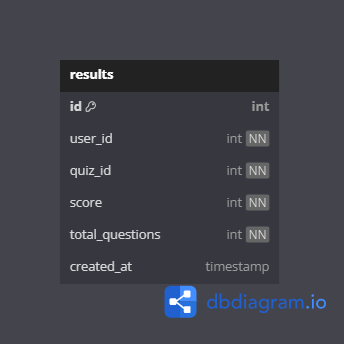 results
id int
user_id int NN
quiz_id int NN
score int NN
total_questions int NN
created_at timestamp
dbdiagram.io